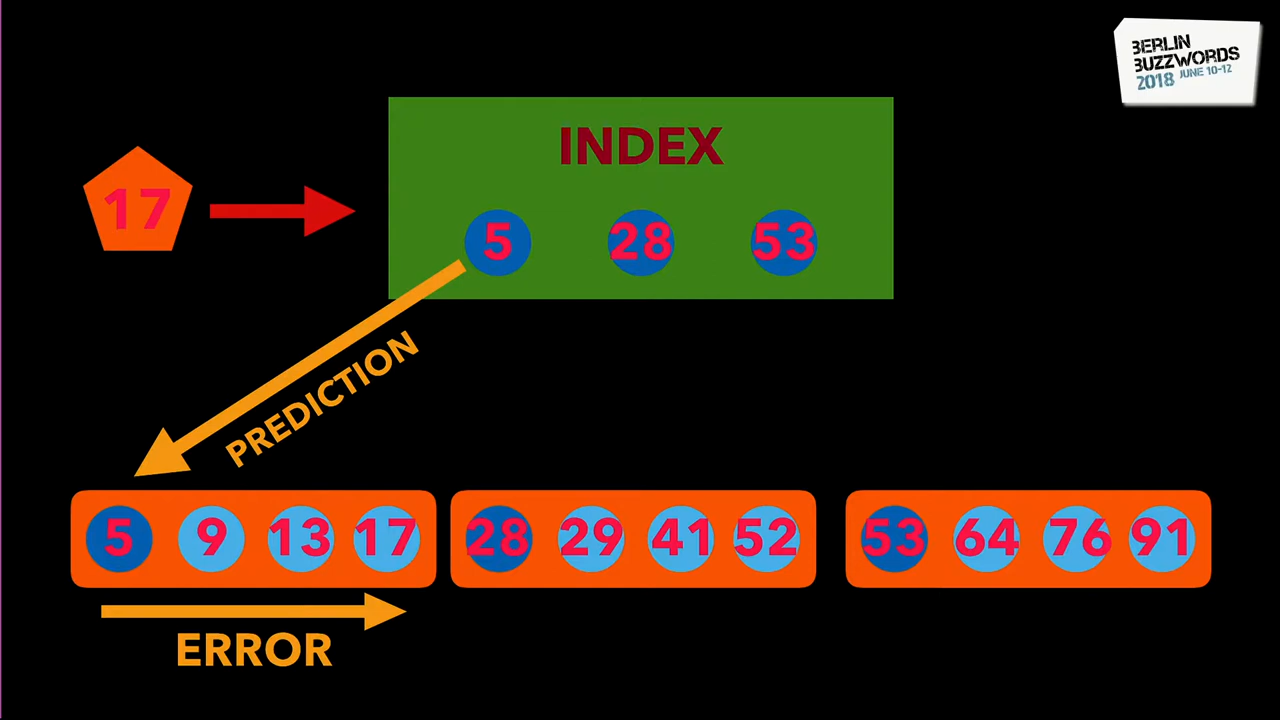 BERLIN
BUZZWORDS
2018 JUNE 10-12
INDEX
17
5 28 53
PREDICTION
5 9 13 17 28 29 41 52 53 64 76 91
ERROR